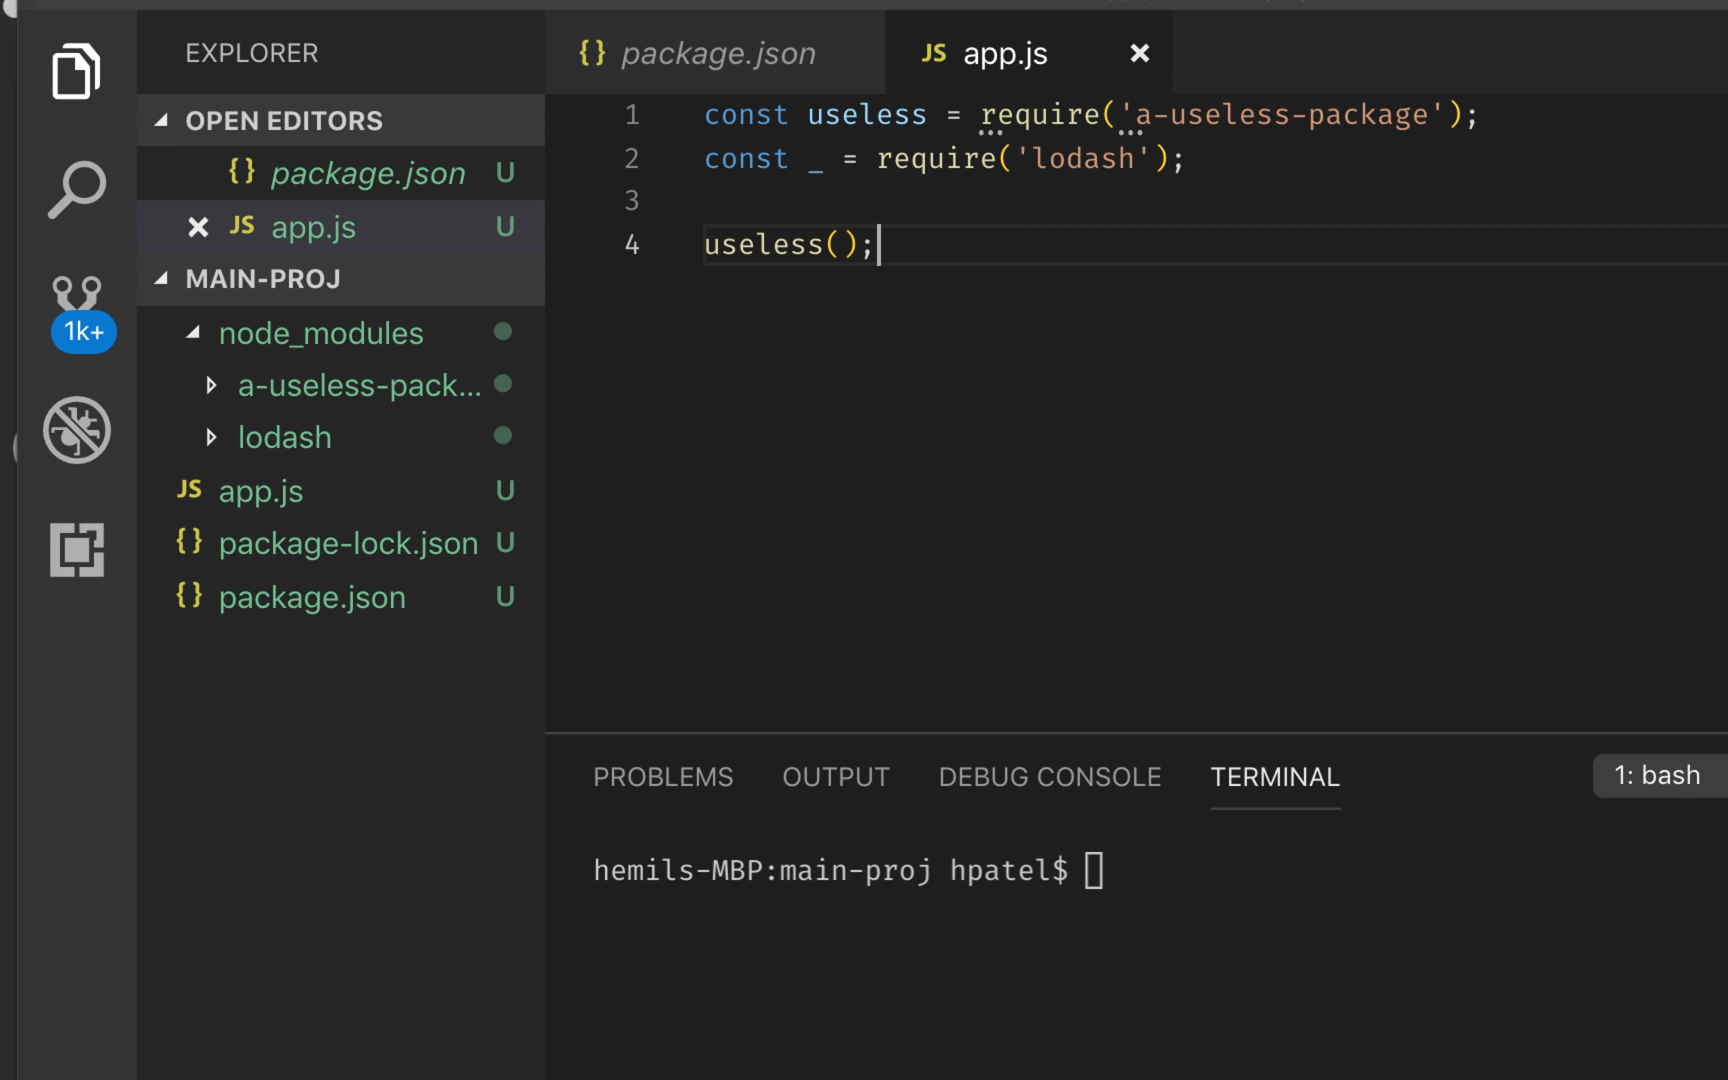 EXPLORER
OPEN EDITORS
{} package.json U
JS app.js U
MAIN-PROJ
node_modules
a-useless-pack...
lodash
JS app.js U
{} package-lock.json U
{} package.json U
1k+
{} package.json
JS app.js
1 const useless = require('a-useless-package');
2 const _ = require('lodash');
3
4 useless();
PROBLEMS OUTPUT DEBUG CONSOLE TERMINAL 1: bash
hemils-MBP:main-proj hpatel$